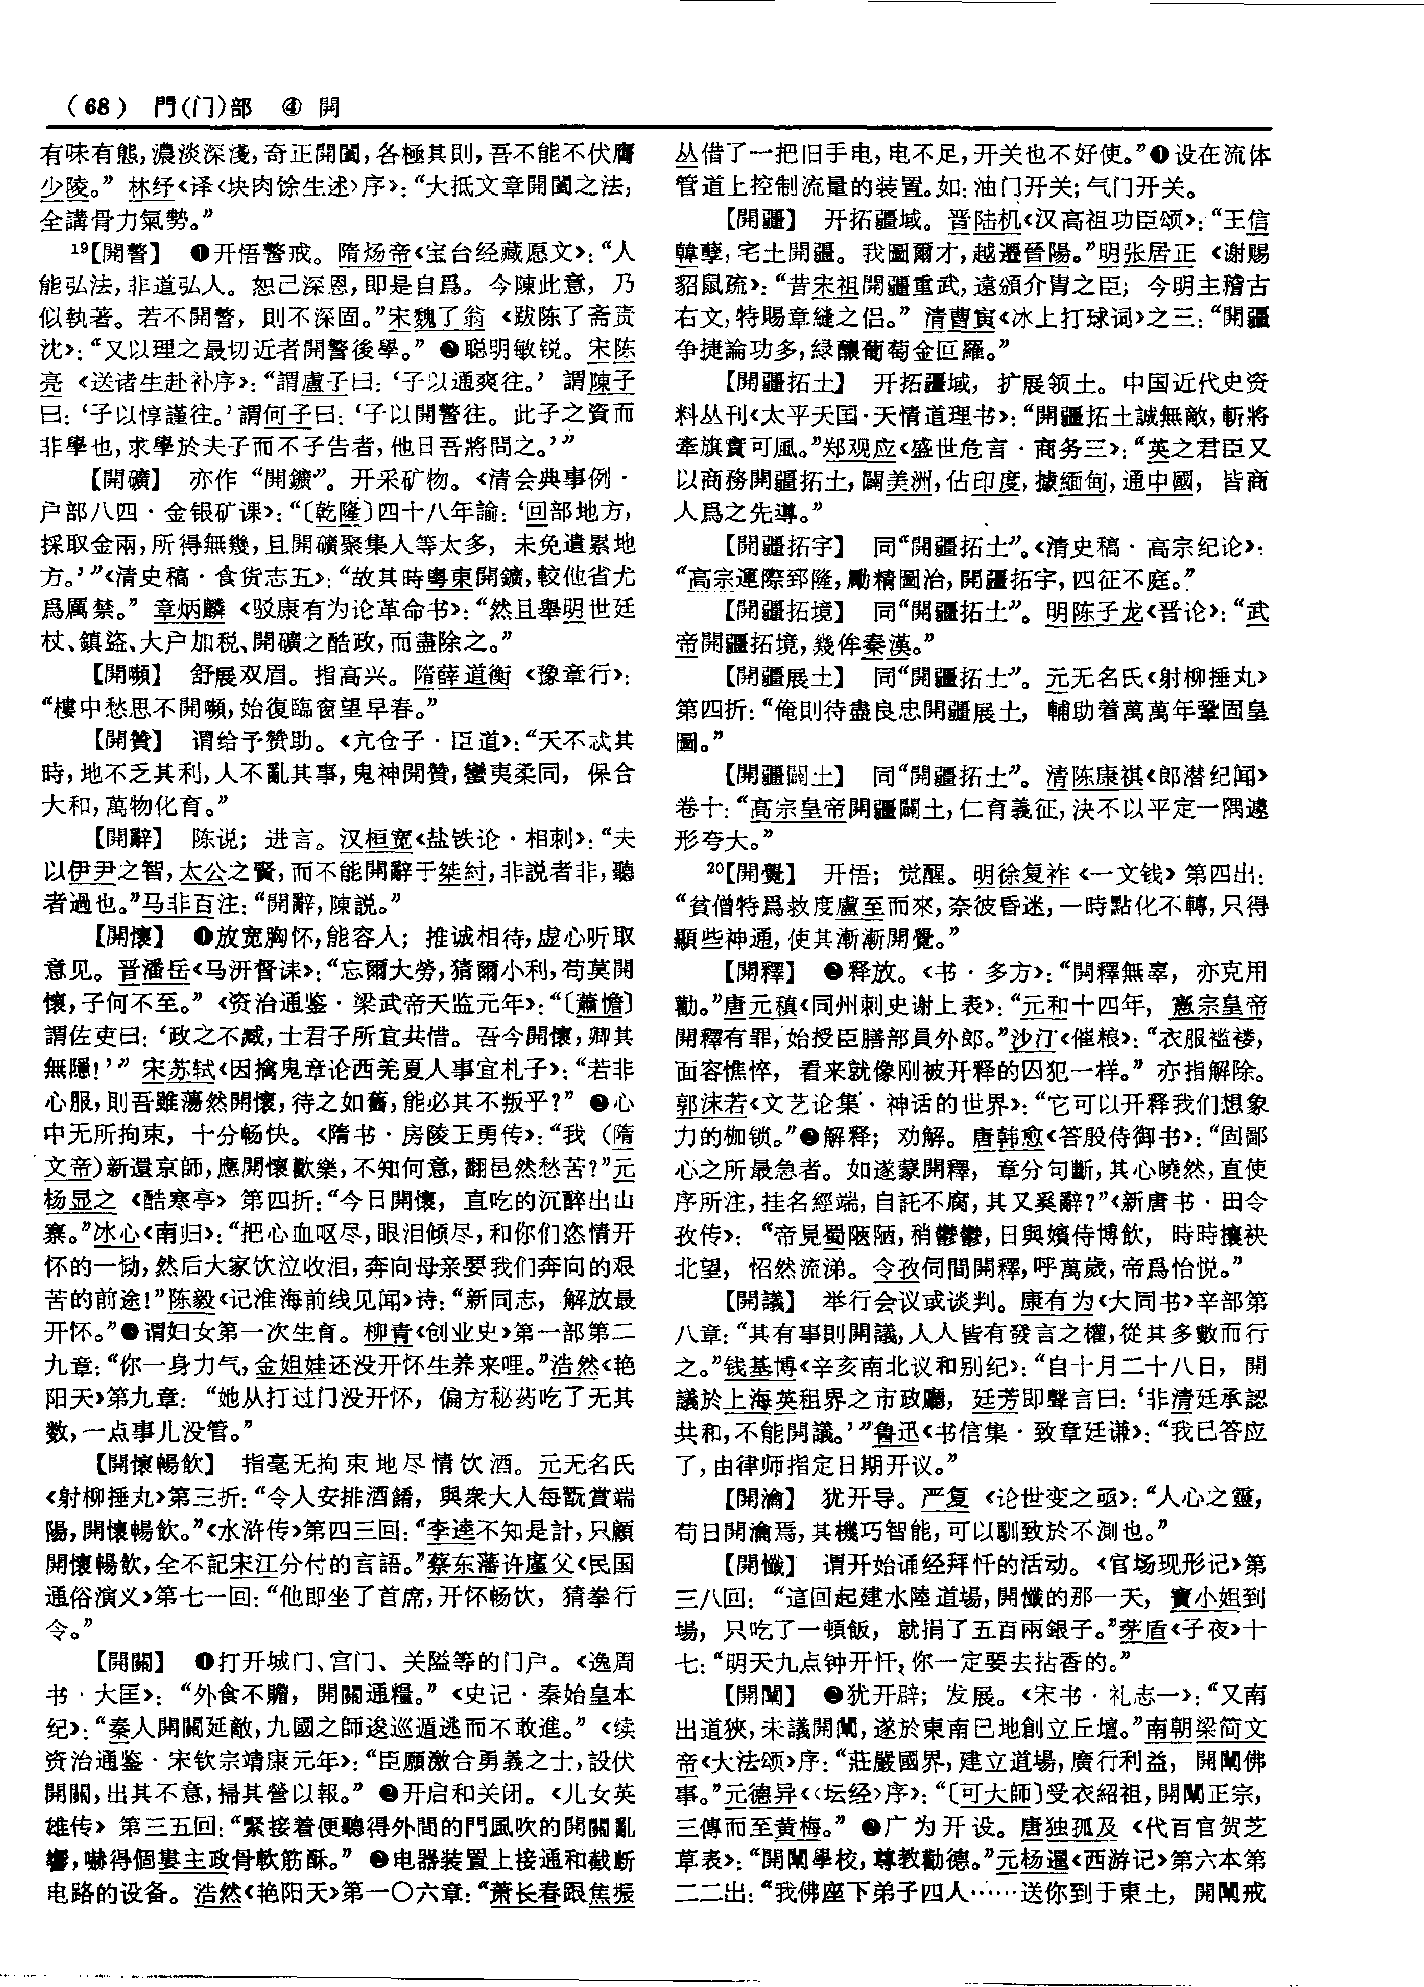 （68） 門(门)部 ④ 開
有味有態，濃淡深淺，奇正開闔，各極其則，吾不能不伏膺
少陵。” 林纾《译〈块肉馀生述〉序》：“大抵文章開闔之法，
全講骨力氣勢。”
19【開警】 ❶开悟警戒。隋炀帝《宝台经藏愿文》：“人
能弘法，非道弘人。恕己深恩，即是自爲。今陳此意，乃
似執著。若不開警，則不深固。”宋魏了翁《跋陈了斋责
沈》：“又以理之最切近者開警後學。” ❷聪明敏锐。宋陈
亮《送诸生赴补序》：“謂盧子曰：‘子以通爽往。’ 謂陳子
曰：‘子以惇謹往。’謂何子曰：‘子以開警往。此子之資而
非學也，求學於夫子而不予告者，他日吾將問之。’”
【開礦】 亦作“開鑛”。开采矿物。《清会典事例·
户部八四·金银矿课》：“〔乾隆〕四十八年諭：‘回部地方，
採取金兩，所得無幾，且開礦聚集人等太多， 未免遺累地
方。’”《清史稿·食货志五》：“故其時粵東開鑛，較他省尤
爲厲禁。” 章炳麟《驳康有为论革命书》：“然且舉明世廷
杖、鎮盜、大户加税、開礦之酷政，而盡除之。”
【開嚬】 舒展双眉。指高兴。隋薛道衡《豫章行》：
“樓中愁思不開嚬，始復臨窗望早春。”
【開贊】 谓给予赞助。《亢仓子·臣道》：“天不忒其
時，地不乏其利，人不亂其事，鬼神開贊，蠻夷柔同， 保合
大和，萬物化育。”
【開辭】 陈说；进言。汉桓宽《盐铁论·相刺》：“夫
以伊尹之智，太公之賢，而不能開辭于桀紂，非説者非，聽
者過也。”马非百注：“開辭，陳説。”
【開懷】 ❶放宽胸怀，能容人；推诚相待，虚心听取
意见。晋潘岳《马汧督诔》：“忘爾大勞，猜爾小利，苟莫開
懷，于何不至。”《资治通鉴·梁武帝天监元年》：“〔蕭憺〕
謂佐吏曰：‘政之不臧，士君子所宜共惜。吾今開懷，卿其
無隱！’” 宋苏轼《因擒鬼章论西羌夏人事宜札子》：“若非
心服，則吾雖蕩然開懷，待之如舊，能必其不叛乎？” ❷心
中无所拘束，十分畅快。《隋书·房陵王勇传》：“我（隋
文帝）新還京師，應開懷歡樂，不知何意，翻邑然愁苦？”元
杨显之《酷寒亭》第四折：“今日開懷， 直吃的沉醉出山
寨。”冰心《南归》：“把心血呕尽，眼泪倾尽，和你们恣情开
怀的一恸，然后大家饮泣收泪，奔向母亲要我们奔向的艰
苦的前途！”陈毅《记淮海前线见闻》诗：“新同志， 解放最
开怀。”❸谓妇女第一次生育。柳青《创业史》第一部第二
九章：“你一身力气，金姐娃还没开怀生养来哩。”浩然《艳
阳天》第九章：“她从打过门没开怀， 偏方秘药吃了无其
数，一点事儿没管。”
【開懷暢飲】 指毫无拘束地尽情饮酒。元无名氏
《射柳捶丸》第三折：“令人安排酒餚， 與衆大人每翫賞端
陽，開懷暢飲。”《水浒传》第四三回：“李逵不知是計，只顧
開懷暢飲，全不記宋江分付的言語。”蔡东藩许廑父《民国
通俗演义》第七一回：“他即坐了首席，开怀畅饮， 猜拳行
令。”
【開關】 ❶打开城门、宫门、关隘等的门户。《逸周
书·大匡》：“外食不贍， 開關通糧。”《史记·秦始皇本
纪》：“秦人開關延敵，九國之師逡巡遁逃而不敢進。”《续
资治通鉴·宋钦宗靖康元年》：“臣願激合勇義之士，設伏
開關，出其不意，掃其營以報。” ❷开启和关闭。《儿女英
雄传》第三五回：“緊接着便聽得外間的門風吹的開關亂
響，嚇得個婁主政骨軟筋酥。” ❸电器装置上接通和截断
电路的设备。浩然《艳阳天》第一〇六章：“萧长春跟焦振
丛借了一把旧手电，电不足，开关也不好使。”❹设在流体
管道上控制流量的装置。如：油门开关；气门开关。
【開疆】 开拓疆域。晋陆机《汉高祖功臣颂》：“王信
韓孽，宅土開疆。我圖爾才，越遷晉陽。”明张居正《谢赐
貂鼠疏》：“昔宋祖開疆重武，遠頒介胄之臣；今明主稽古
右文，特賜章縫之侣。” 清曹寅《冰上打球词》之三：“開疆
争捷論功多，緑釀葡萄金叵羅。”
【開疆拓土】 开拓疆域，扩展领土。中国近代史资
料丛刊《太平天囯·天情道理书》：“開疆拓土誠無敵，斬將
搴旗實可風。”郑观应《盛世危言·商务三》：“英之君臣又
以商務開疆拓土，闢美洲，佔印度，據緬甸，通中國， 皆商
人爲之先導。”
【開疆拓宇】 同“開疆拓土”。《清史稿·高宗纪论》：
“高宗運際郅隆，勵精圖治，開疆拓宇，四征不庭。”
【開疆拓境】 同“開疆拓土”。明陈子龙《晋论》：“武
帝開疆拓境，幾侔秦漢。”
【開疆展土】 同“開疆拓土”。元无名氏《射柳捶丸》
第四折：“俺則待盡良忠開疆展土， 輔助着萬萬年鞏固皇
圖。”
【開疆闢土】 同“開疆拓土”。清陈康祺《郎潜纪闻》
卷十：“高宗皇帝開疆闢土，仁育義征，決不以平定一隅遽
形夸大。”
20【開覺】 开悟；觉醒。明徐复祚《一文钱》第四出：
“貧僧特爲救度盧至而來，奈彼昏迷，一時點化不轉，只得
顯些神通，使其漸漸開覺。”
【開釋】 ❶释放。《书·多方》：“開釋無辜， 亦克用
勸。”唐元稹《同州刺史谢上表》：“元和十四年， 憲宗皇帝
開釋有罪，始授臣膳部員外郎。”沙汀《催粮》：“衣服褴褛，
面容憔悴， 看来就像刚被开释的囚犯一样。” 亦指解除。
郭沫若《文艺论集·神话的世界》：“它可以开释我们想象
力的枷锁。”❷解释；劝解。唐韩愈《答殷侍御书》：“固鄙
心之所最急者。如遂蒙開釋， 章分句斷，其心曉然，直使
序所注，挂名經端，自託不腐，其又奚辭？”《新唐书·田令
孜传》：“帝見蜀陋陋，稍鬱鬱，日與嬪侍博飲， 時時攘袂
北望， 怊然流涕。令孜伺間開釋，呼萬歲，帝爲怡悦。”
【開議】 举行会议或谈判。康有为《大同书》辛部第
八章：“其有事則開議，人人皆有發言之權，從其多數而行
之。”钱基博《辛亥南北议和别纪》：“自十月二十八日， 開
議於上海英租界之市政廳， 廷芳即聲言曰：‘非清廷承認
共和，不能開議。’”鲁迅《书信集·致章廷谦》：“我已答应
了，由律师指定日期开议。”
【開瀹】 犹开导。严复《论世变之亟》：“人心之靈，
苟日開瀹焉，其機巧智能，可以馴致於不測也。”
【開懺】 谓开始诵经拜忏的活动。《官场现形记》第
三八回：“這回起建水陸道場，開懺的那一天， 寶小姐到
場， 只吃了一頓飯， 就捐了五百兩銀子。”茅盾《子夜》十
七：“明天九点钟开忏，你一定要去拈香的。”
【開闡】 ❶犹开辟；发展。《宋书·礼志一》：“又南
出道狹，未議開闡，遂於東南巳地創立丘壇。”南朝梁简文
帝《大法颂》序：“莊嚴國界，建立道場，廣行利益， 開闡佛
事。”元德异《〈坛经〉序》：“〔可大師〕受衣紹祖，開闡正宗，
三傳而至黄梅。” ❷广为开设。唐独孤及《代百官贺芝
草表》：“開闡學校，尊教勸德。”元杨暹《西游记》第六本第
二二出：“我佛座下弟子四人……送你到于東土， 開闡戒